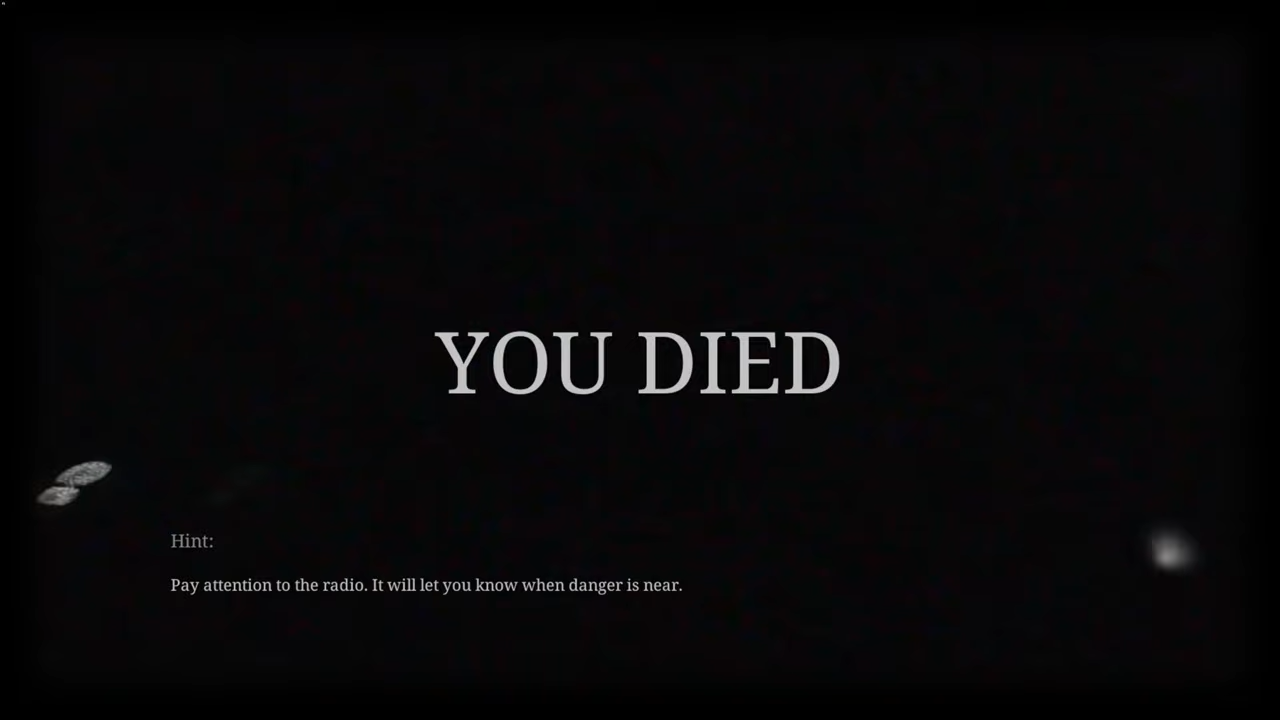 YOU DIED
Hint:
Pay attention to the radio. It will let you know when danger is near.